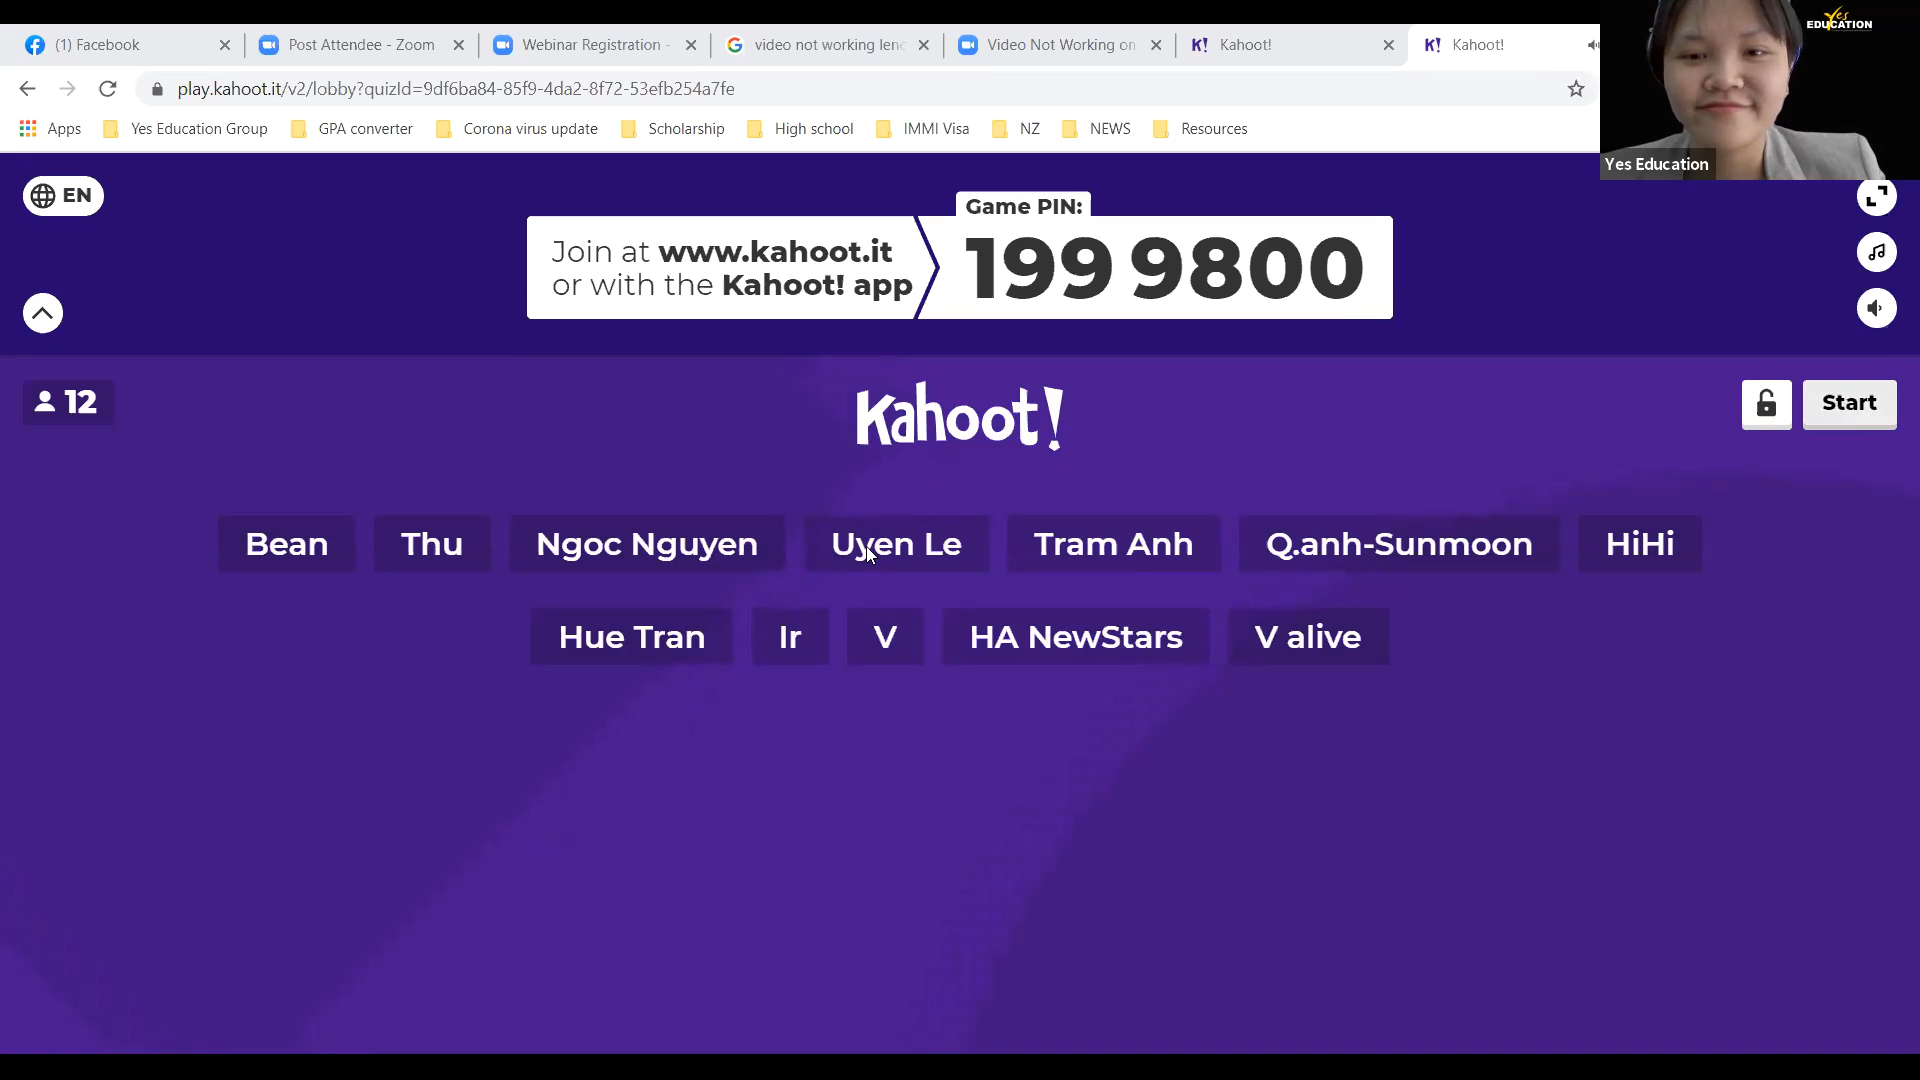 (1) Facebook
Post Attendee - Zoom
Webinar Registration -
video not working len
Video Not Working on
K! Kahoot!
K! Kahoot!
Yes
EDUCATION
play.kahoot.it/v2/lobby?quizId=9df6ba84-85f9-4da2-8f72-53efb254a7fe
Apps Yes Education Group GPA converter Corona virus update Scholarship High school IMMI Visa NZ NEWS Resources
Yes Education
EN
Game PIN:
Join at www.kahoot.it
or with the Kahoot! app
199 9800
12
Kahoot!
Start
Bean Thu Ngoc Nguyen Uyen Le Tram Anh Q.anh-Sunmoon HiHi
Hue Tran Ir V HA NewStars V alive